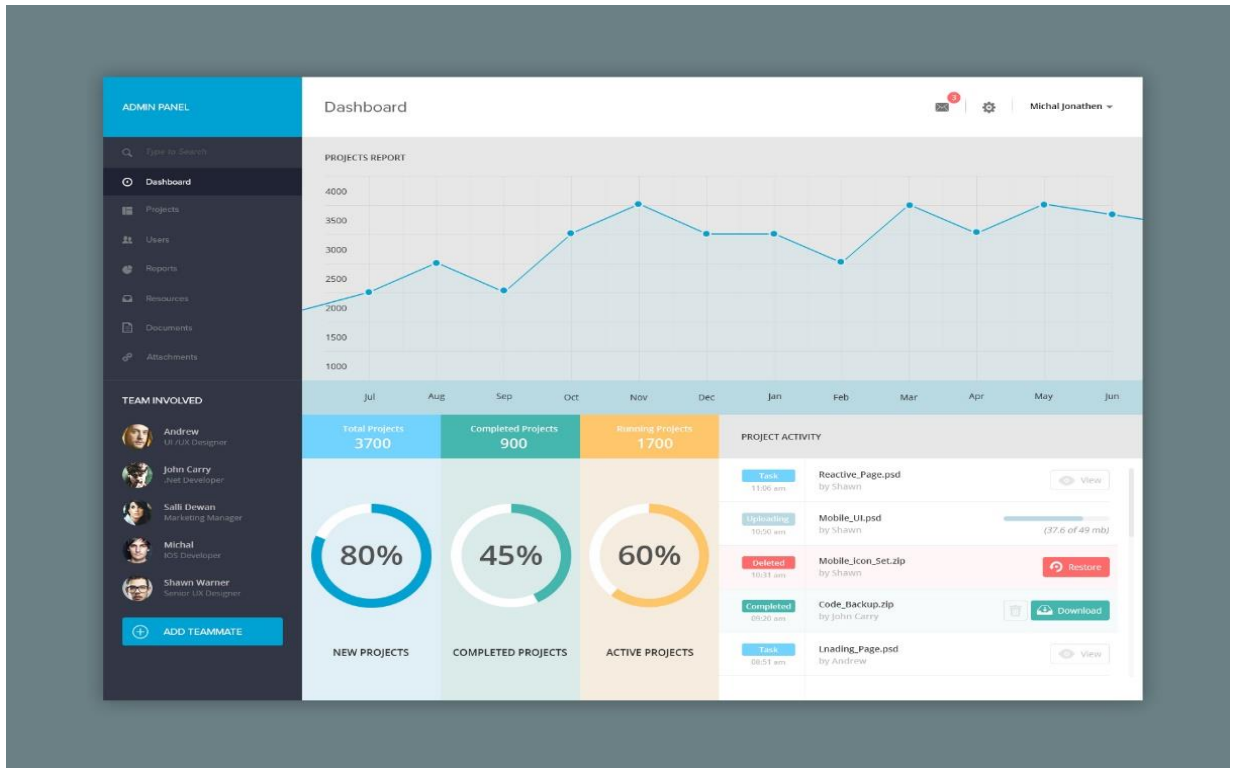 ADMIN PANEL
Dashboard
3
Michal Jonathen
Type to Search
Dashboard
Projects
Users
Reports
Resources
Documents
Attachments
TEAM INVOLVED
Andrew
UI /UX Designer
John Carry
.Net Developer
Salli Dewan
Marketing Manager
Michal
IOS Developer
Shawn Warner
Senior UX Designer
ADD TEAMMATE
PROJECTS REPORT
4000
3500
3000
2500
2000
1500
1000
Jul Aug Sep Oct Nov Dec Jan Feb Mar Apr May Jun
Total Projects
3700
Completed Projects
900
Running Projects
1700
80%
45%
60%
NEW PROJECTS
COMPLETED PROJECTS
ACTIVE PROJECTS
PROJECT ACTIVITY
Task Reactive_Page.psd View
11:06 am by Shawn
Uploading Mobile_UI.psd
10:50 am by Shawn (37.6 of 49 mb)
Deleted Mobile_icon_Set.zip Restore
10:31 am by Shawn
Completed Code_Backup.zip Download
09:20 am by John Carry
Task Lnading_Page.psd View
08:51 am by Andrew